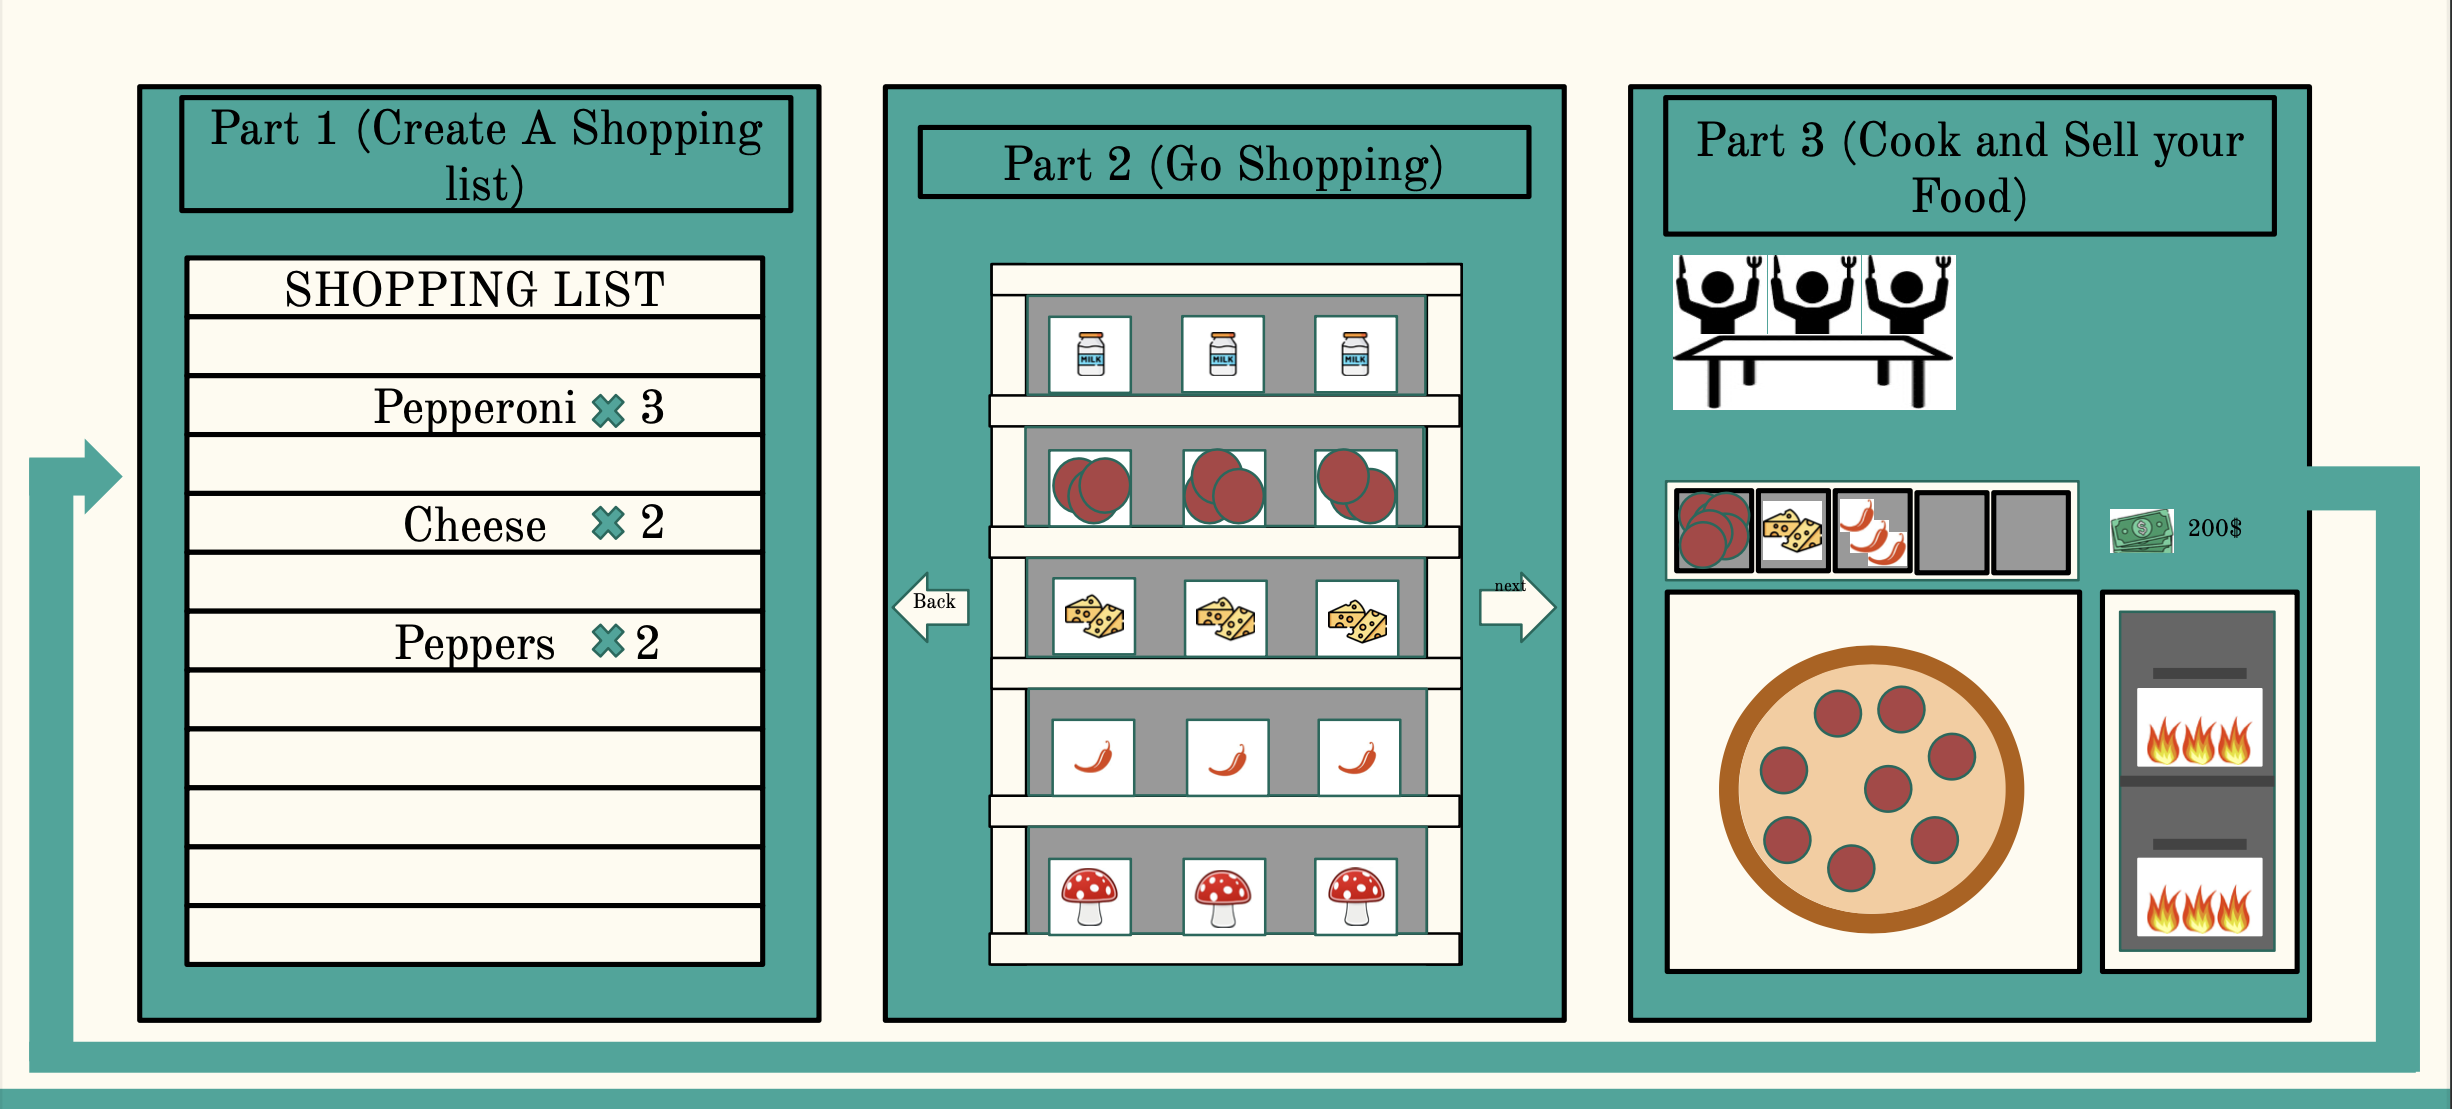 Part 1 (Create A Shopping
list)
SHOPPING LIST
Pepperoni 3
Cheese 2
Peppers 2
Part 2 (Go Shopping)
MILK MILK MILK
Back
next
Part 3 (Cook and Sell your
Food)
200$